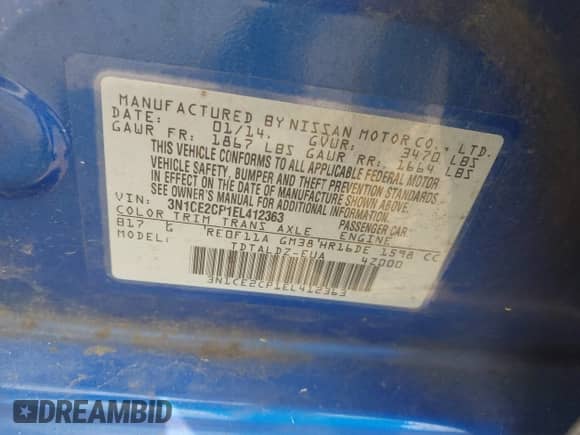 MANUFACTURED BY NISSAN MOTOR CO., LTD.
DATE: 01/14. GVWR: 3470 LBS
GAWR FR: 1867 LBS GAWR RR: 1664 LBS
THIS VEHICLE CONFORMS TO ALL APPLICABLE FEDERAL MOTOR
VEHICLE SAFETY, BUMPER AND THEFT PREVENTION STANDARDS
IN EFFECT ON THE DATE OF MANUFACTURE SHOWN ABOVE.
SEE OWNER'S MANUAL FOR ADDITIONAL INFORMATION.
VIN: 3N1CE2CP1EL412363 PASSENGER CAR
COLOR TRIM TRANS AXLE ENGINE
B17 G RE0F11A GM38 HR16DE 1598 CC
MODEL: TDTALDZ-EUA 42000
3N1CE2CP1EL412363
DREAMBID